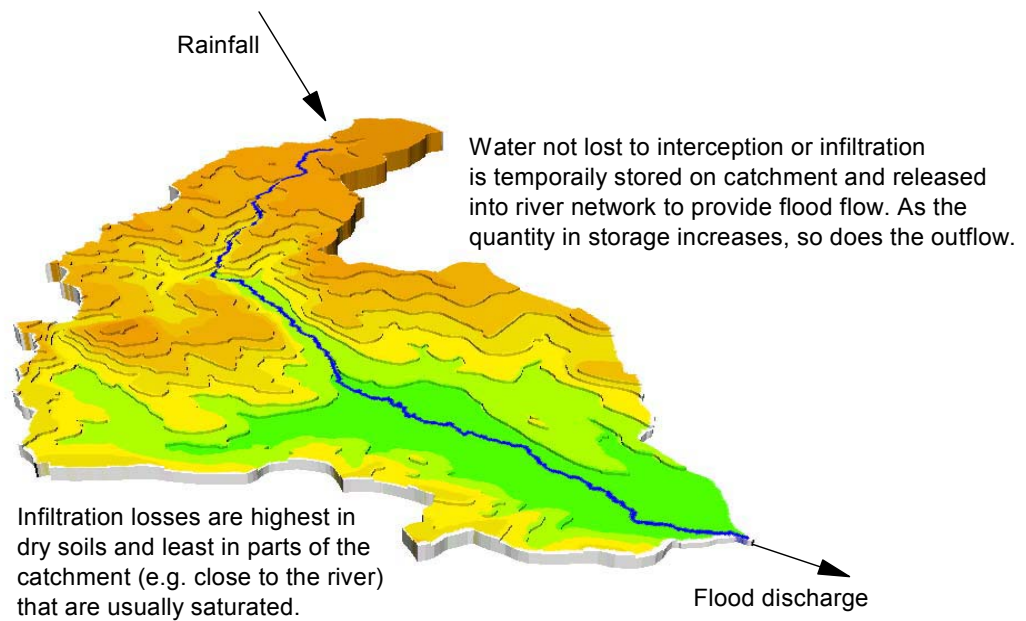 Rainfall
Water not lost to interception or infiltration
is temporaily stored on catchment and released
into river network to provide flood flow. As the
quantity in storage increases, so does the outflow.
Infiltration losses are highest in
dry soils and least in parts of the
catchment (e.g. close to the river)
that are usually saturated.
Flood discharge